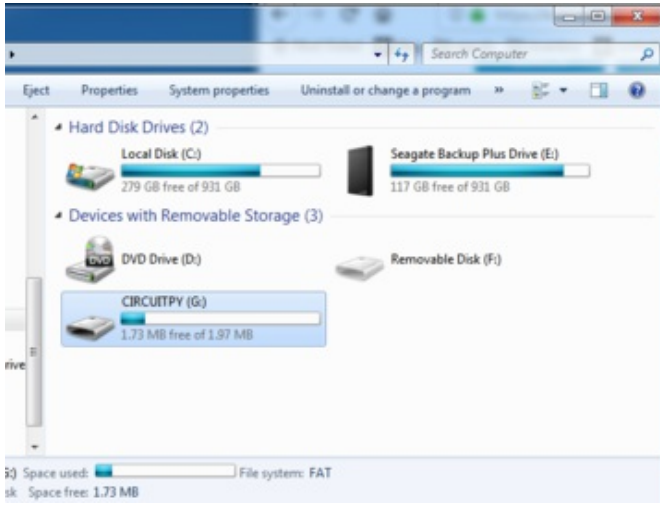 Search Computer
Eject Properties System properties Uninstall or change a program »
Hard Disk Drives (2)
Local Disk (C:)
279 GB free of 931 GB
Seagate Backup Plus Drive (E:)
117 GB free of 931 GB
Devices with Removable Storage (3)
DVD
DVD Drive (D:)
Removable Disk (F:)
CIRCUITPY (G:)
1.73 MB free of 1.97 MB
Space used: File system: FAT
Space free: 1.73 MB